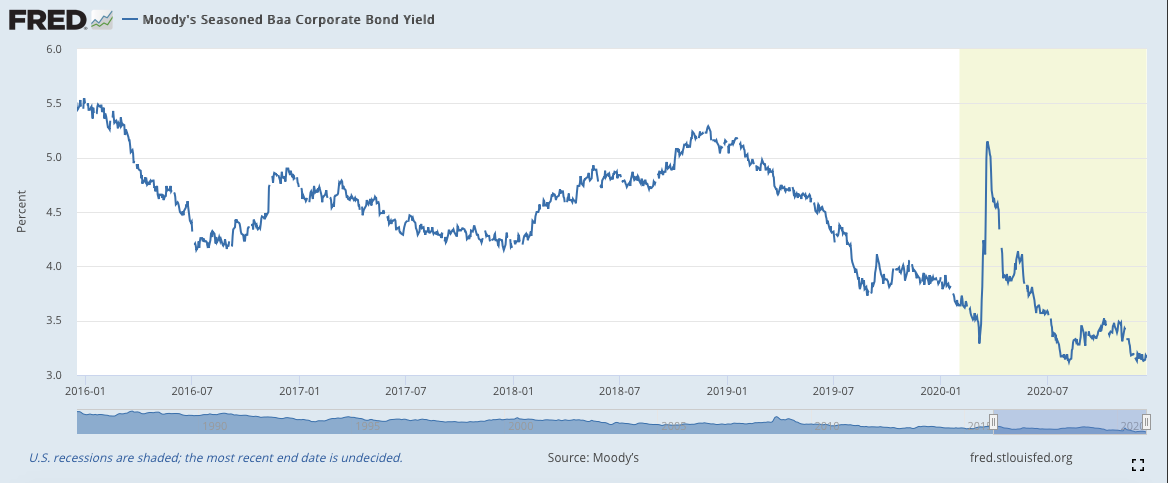 FRED
Moody's Seasoned Baa Corporate Bond Yield
6.0
5.5
5.0
4.5
4.0
3.5
3.0
Percent
2016-01 2016-07 2017-01 2017-07 2018-01 2018-07 2019-01 2019-07 2020-01 2020-07
1990 1995 2000 2005 2010 2015 2020
U.S. recessions are shaded; the most recent end date is undecided.
Source: Moody's
fred.stlouisfed.org